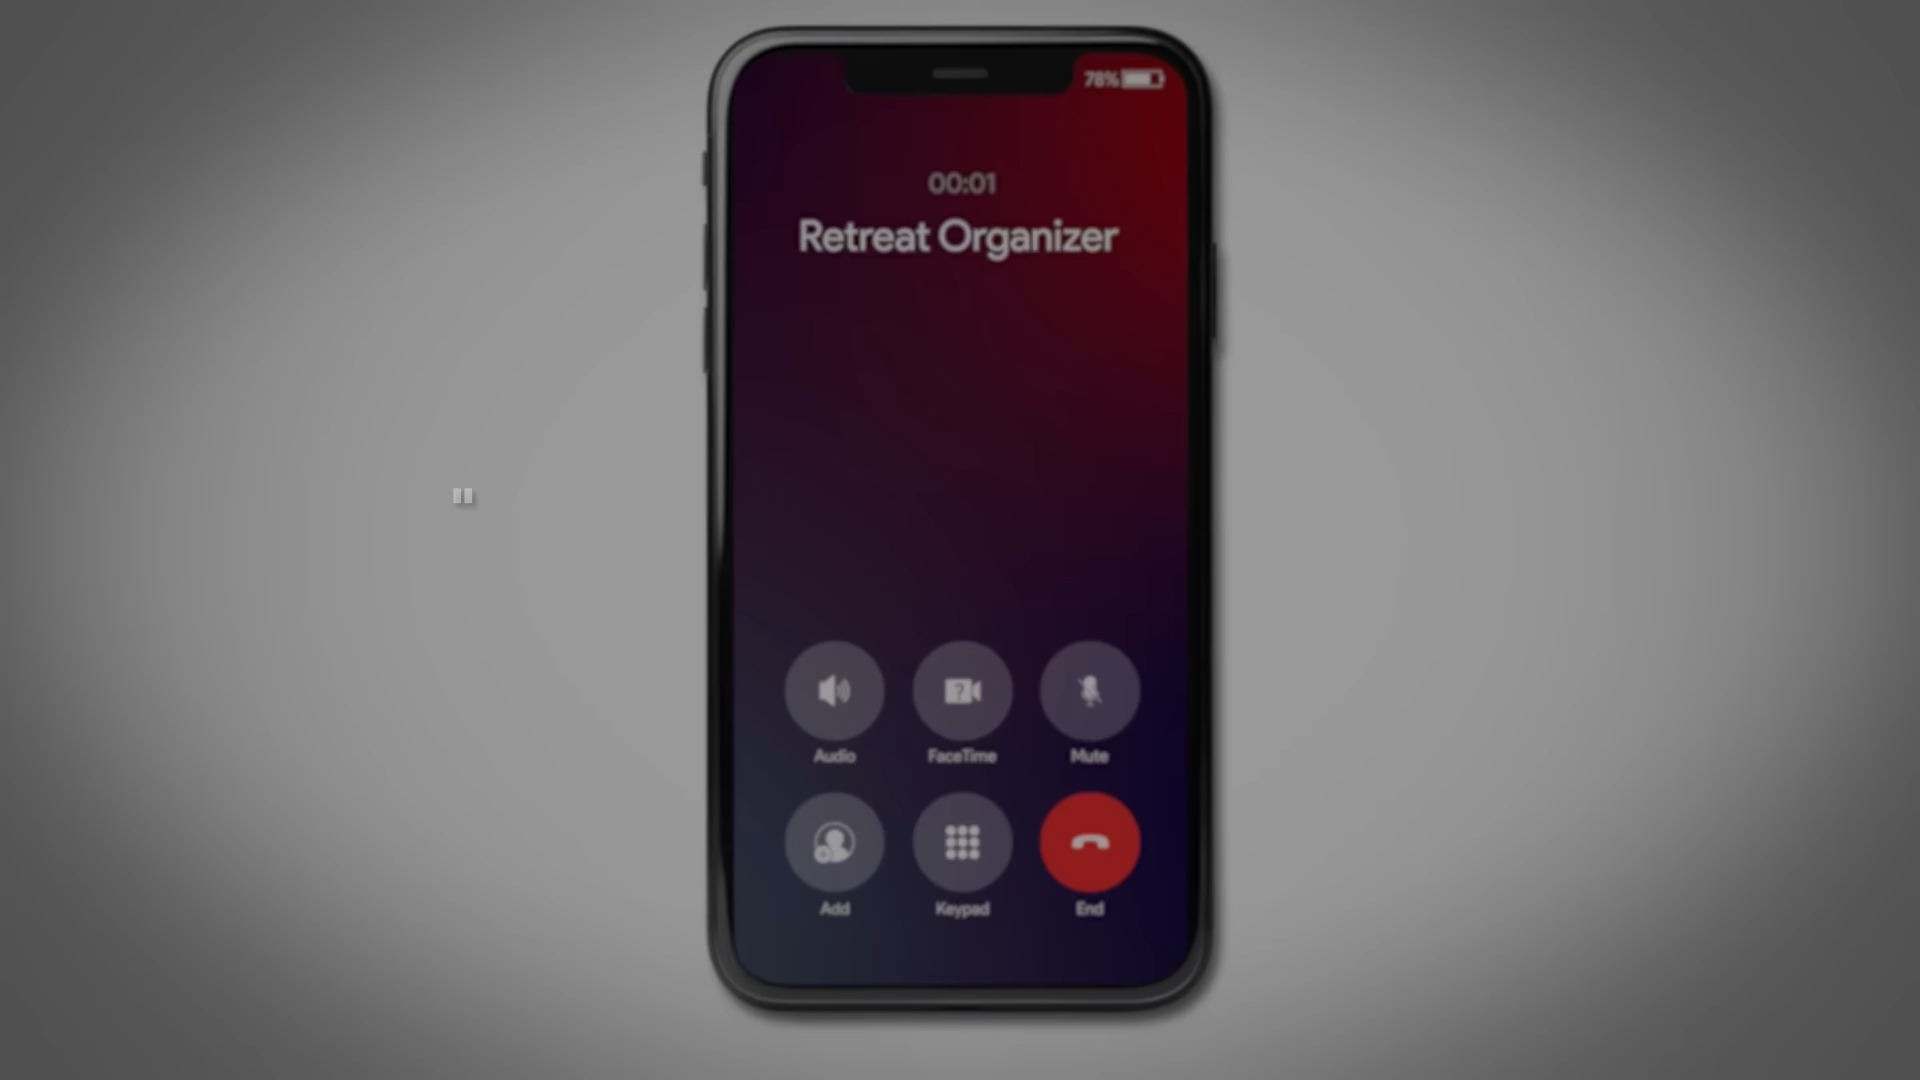 78%
00:01
Retreat Organizer
Audio FaceTime Mute
Add Keypad End